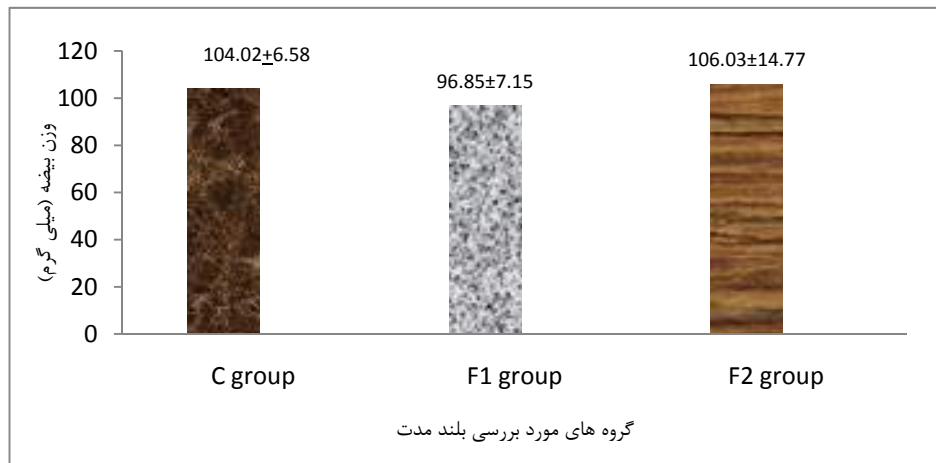 120
100
80
60
40
20
0
وزن بیضه (میلی گرم)
104.02±6.58
96.85±7.15
106.03±14.77
C group
F1 group
F2 group
گروه های مورد بررسی بلند مدت